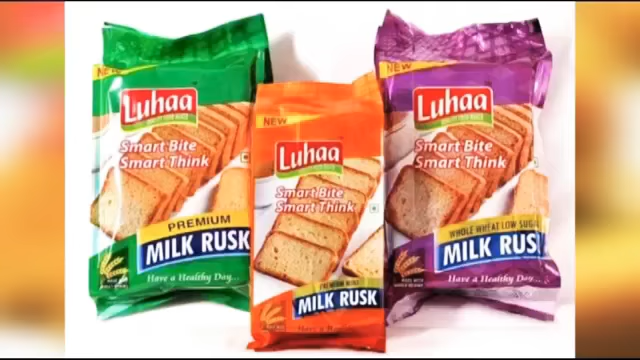 NEW
Luhaa
Smart Bite
Smart Think
PREMIUM
MILK RUSK
Have a Healthy Day...
NEW
Luhaa
Smart Bite
Smart Think
MILK RUSK
Have a
NEW
Luhaa
Smart Bite
Smart Think
WHOLE WHEAT LOW SUGAR
MILK RUSK
Have a Healthy Day...